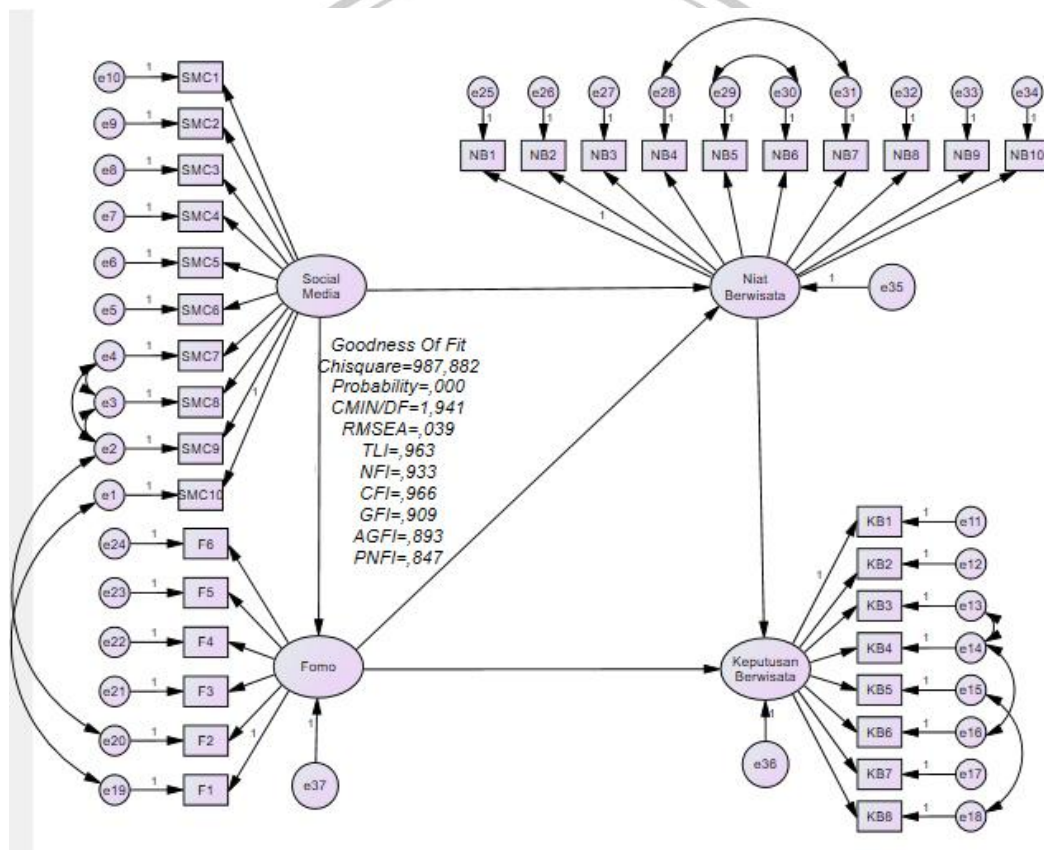 e10 1 SMC1
e9 1 SMC2
e8 1 SMC3
e7 1 SMC4
e6 1 SMC5
e5 1 SMC6
e4 1 SMC7
e3 1 SMC8
e2 1 SMC9
e1 1 SMC10
1
Social
Media
e25 e26 e27 e28 e29 e30 e31 e32 e33 e34
1 1 1 1 1 1 1 1 1 1
NB1 NB2 NB3 NB4 NB5 NB6 NB7 NB8 NB9 NB10
1
Niat
Berwisata
1 e35
Goodness Of Fit
Chisquare=987,882
Probability=,000
CMIN/DF=1,941
RMSEA=,039
TLI=,963
NFI=,933
CFI=,966
GFI=,909
AGFI=,893
PNFI=,847
e24 1 F6
e23 1 F5
e22 1 F4
e21 1 F3
e20 1 F2
e19 1 F1
1
Fomo
1
e37
Keputusan
Berwisata
1
e36
1
KB1 1 e11
KB2 1 e12
KB3 1 e13
KB4 1 e14
KB5 1 e15
KB6 1 e16
KB7 1 e17
KB8 1 e18